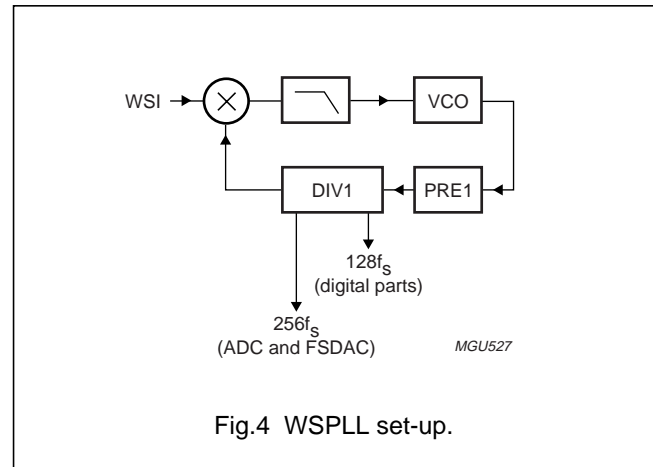 WSI
VCO
DIV1
PRE1
128fs
(digital parts)
256fs
(ADC and FSDAC)
MGU527
Fig.4 WSPLL set-up.